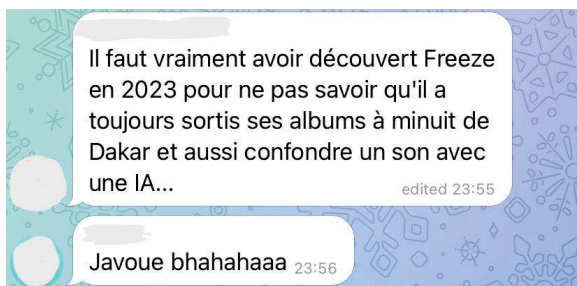 Il faut vraiment avoir découvert Freeze
en 2023 pour ne pas savoir qu'il a
toujours sortis ses albums à minuit de
Dakar et aussi confondre un son avec
une IA...
edited 23:55
Javoue bhahahaaa 23:56